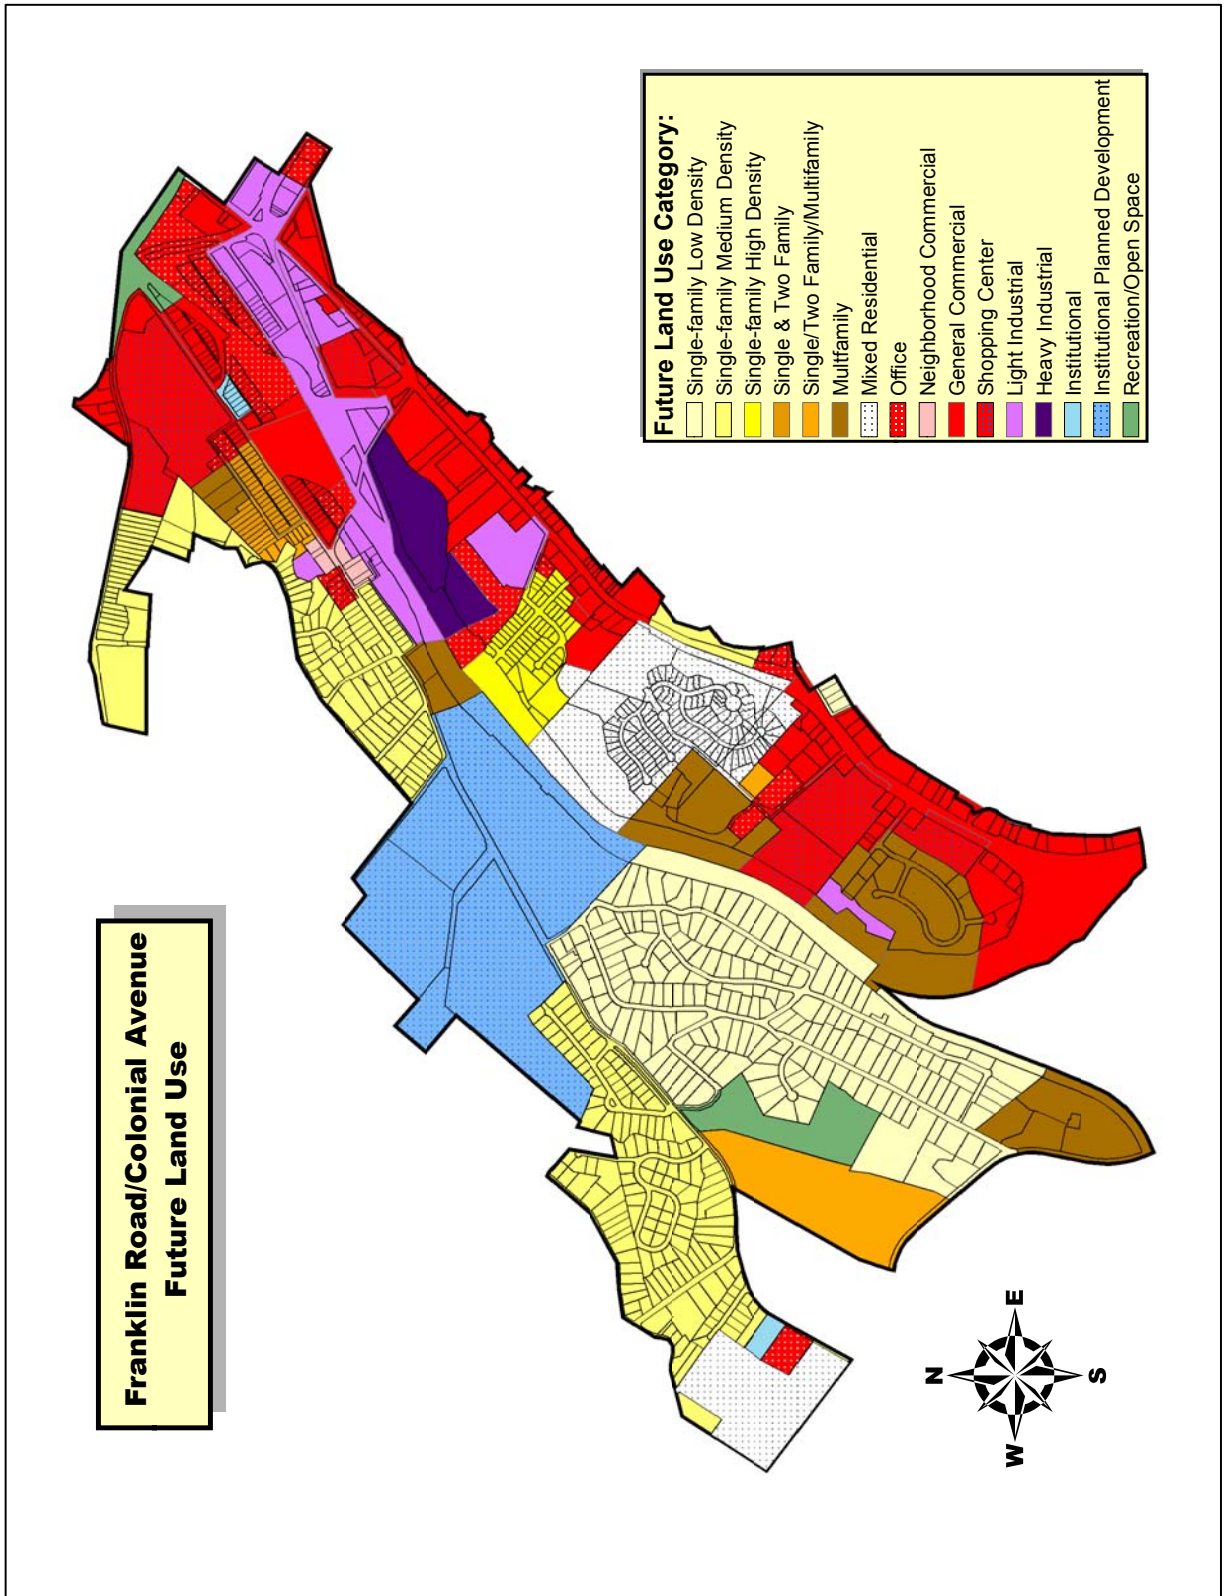 Franklin Road/Colonial Avenue
Future Land Use
Future Land Use Category:
Single-family Low Density
Single-family Medium Density
Single-family High Density
Single & Two Family
Single/Two Family/Multifamily
Multifamily
Mixed Residential
Office
Neighborhood Commercial
General Commercial
Shopping Center
Light Industrial
Heavy Industrial
Institutional
Institutional Planned Development
Recreation/Open Space
N
W
E
S